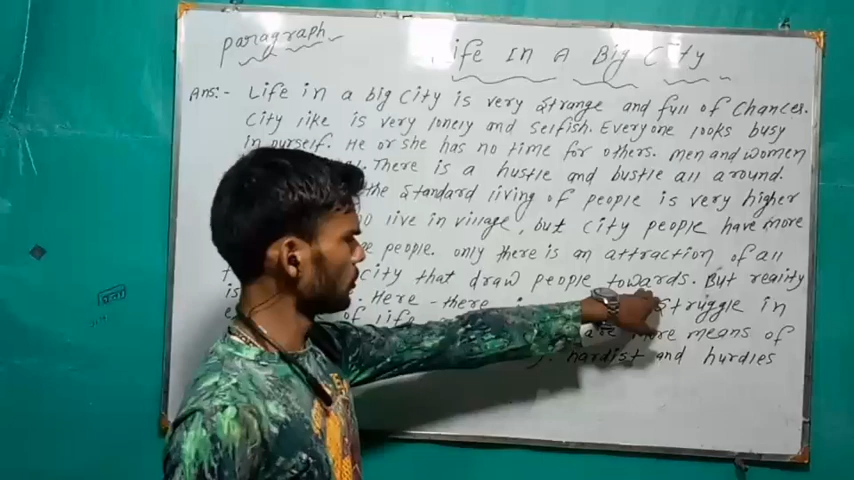 paragraph Life In A Big City
Ans:- Life in a big city is very strange and full of chances.
City like is very lonely and selfish. Everyone looks busy
in ourself. He or she has no time for others. Men and women
There is a hustle and bustle all around.
the standard living of people is very higher
live in village, but city people have more
people. only there is an attraction of all
city that draw people towards. But reality
Here - there struggle in
of life are more means of
hardist and hurdles